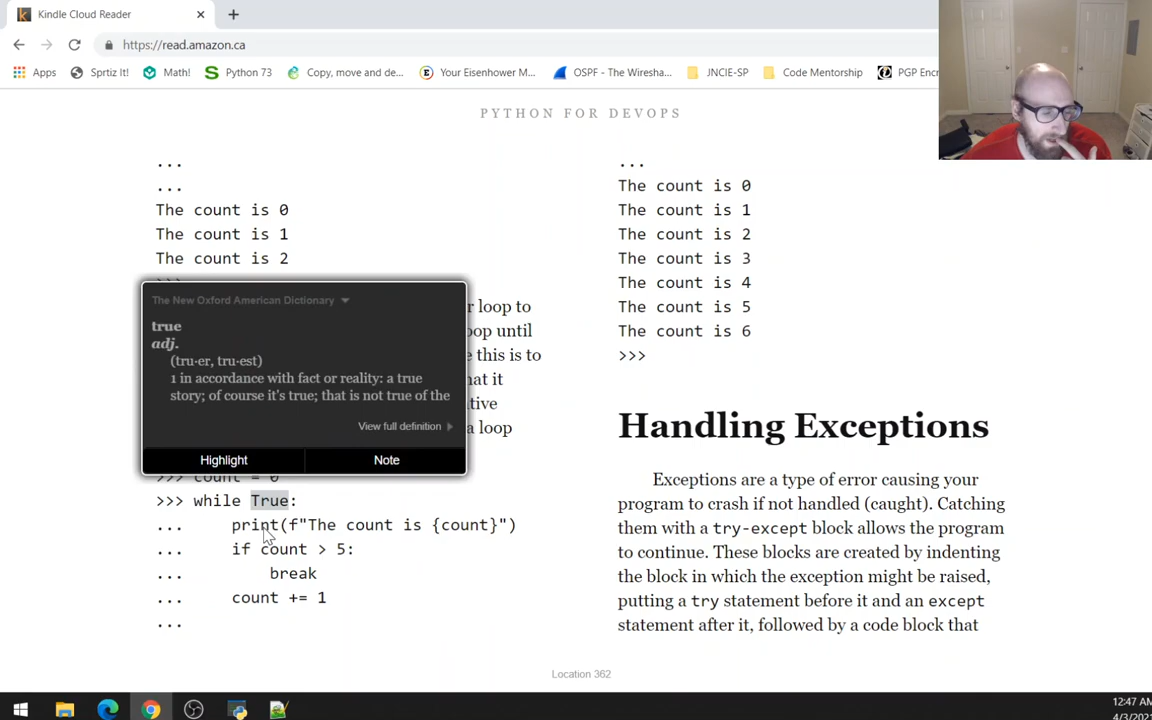 Kindle Cloud Reader
https://read.amazon.ca
Apps
Sprtiz It!
Math!
Python 73
Copy, move and de...
Your Eisenhower M...
OSPF - The Wiresha...
JNCIE-SP
Code Mentorship
PGP Encr
PYTHON FOR DEVOPS
...
...
The count is 0
The count is 1
The count is 2
The New Oxford American Dictionary
true
adj.
(tru·er, tru·est)
1 in accordance with fact or reality: a true
story; of course it's true; that is not true of the
View full definition
Highlight
Note
r loop to
oop until
e this is to
hat it
tive
a loop
>>> count = 0
>>> while True:
... print(f"The count is {count}")
... if count > 5:
... break
... count += 1
...
...
The count is 0
The count is 1
The count is 2
The count is 3
The count is 4
The count is 5
The count is 6
>>>
Handling Exceptions
Exceptions are a type of error causing your
program to crash if not handled (caught). Catching
them with a try-except block allows the program
to continue. These blocks are created by indenting
the block in which the exception might be raised,
putting a try statement before it and an except
statement after it, followed by a code block that
Location 362
12:47 AM
4/3/202